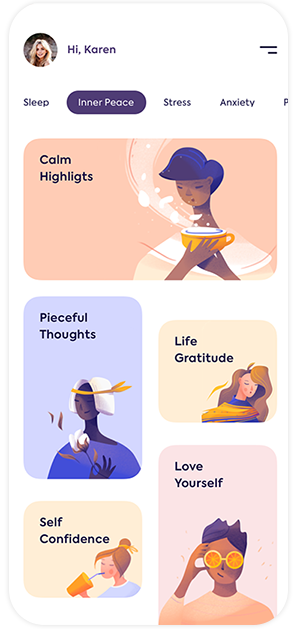 Hi, Karen
Sleep Inner Peace Stress Anxiety P
Calm
Highligts
Pieceful
Thoughts
Life
Gratitude
Love
Yourself
Self
Confidence